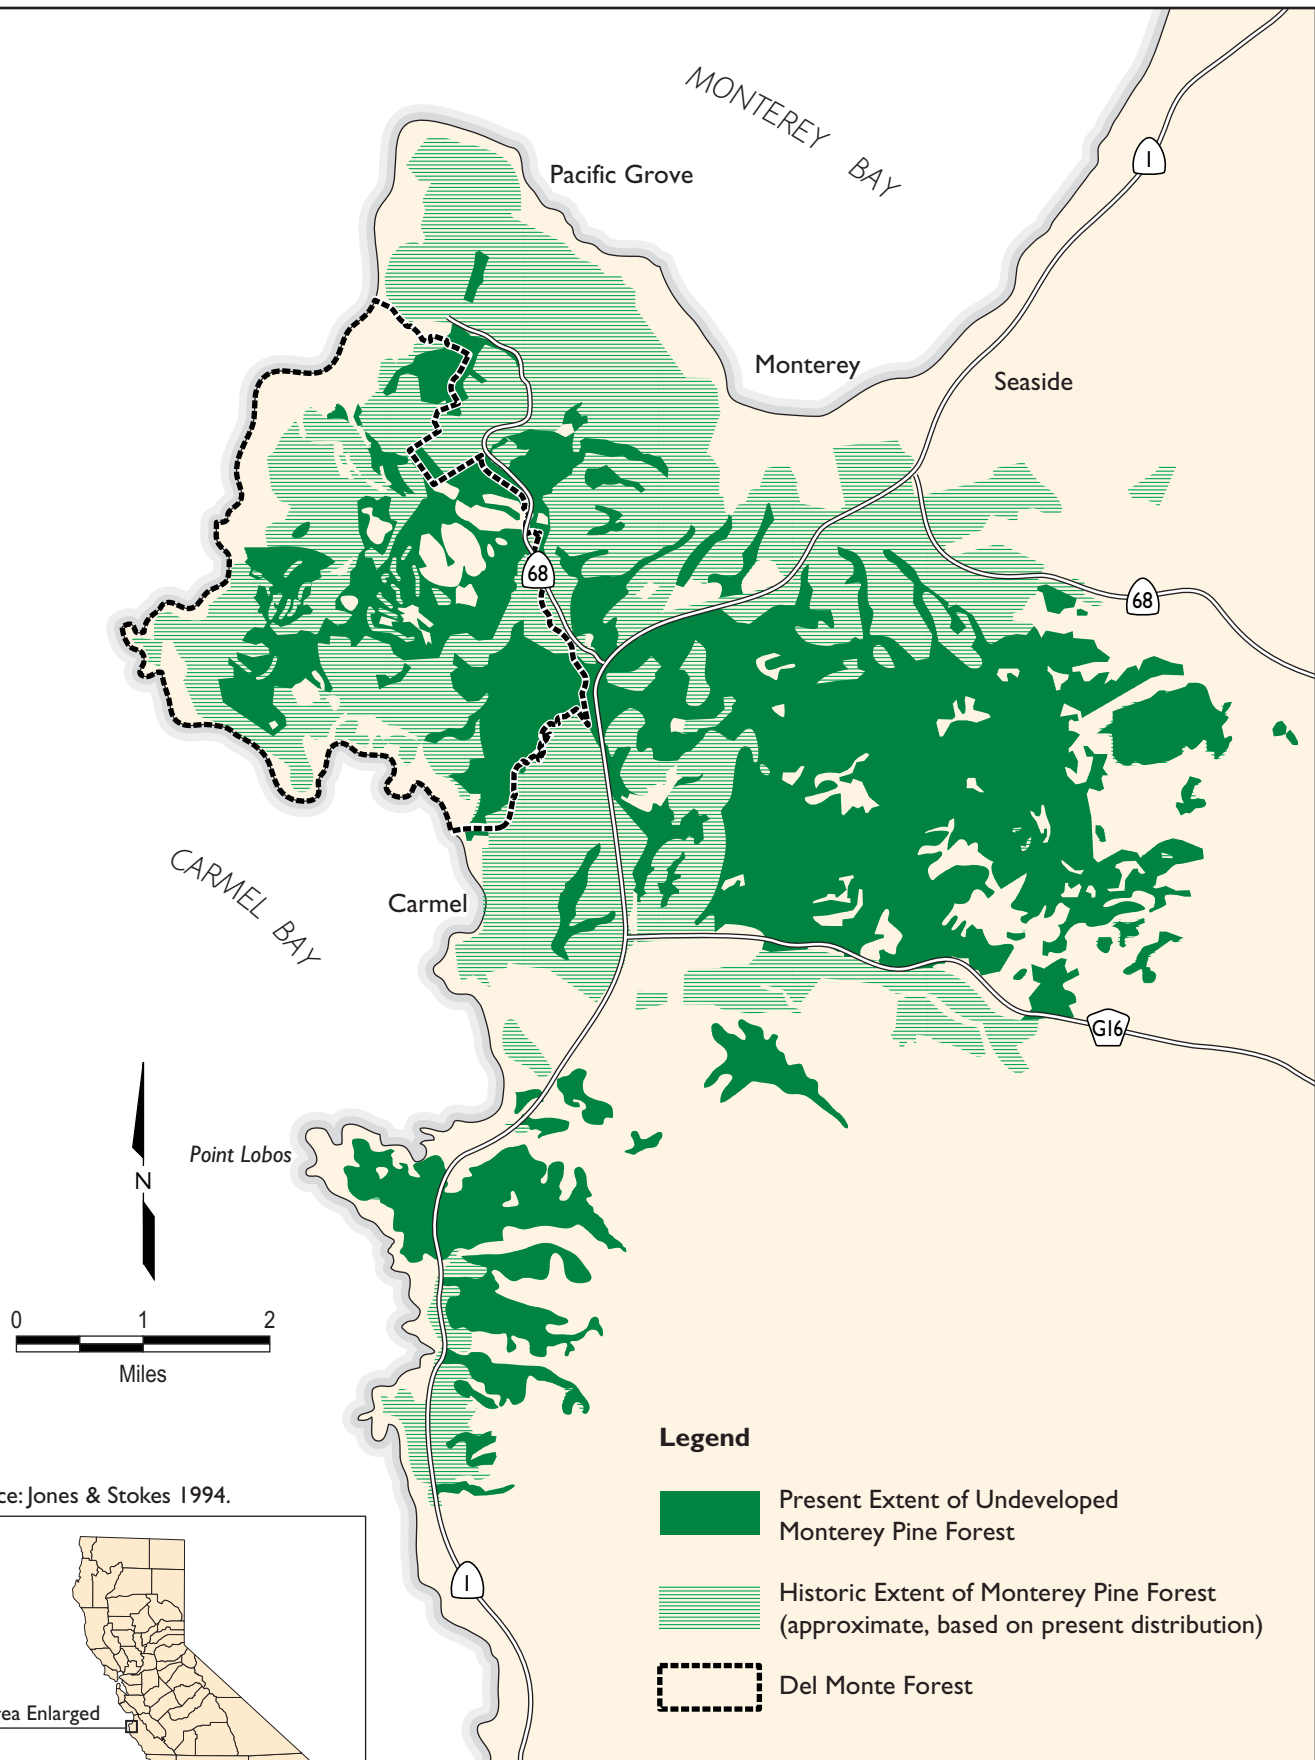 MONTEREY BAY
1
Pacific Grove
Monterey
Seaside
68
68
CARMEL BAY
Carmel
G16
Point Lobos
N
0 1 2
Miles
Legend
Present Extent of Undeveloped
Monterey Pine Forest
Historic Extent of Monterey Pine Forest
(approximate, based on present distribution)
Del Monte Forest
ce: Jones & Stokes 1994.
1
rea Enlarged